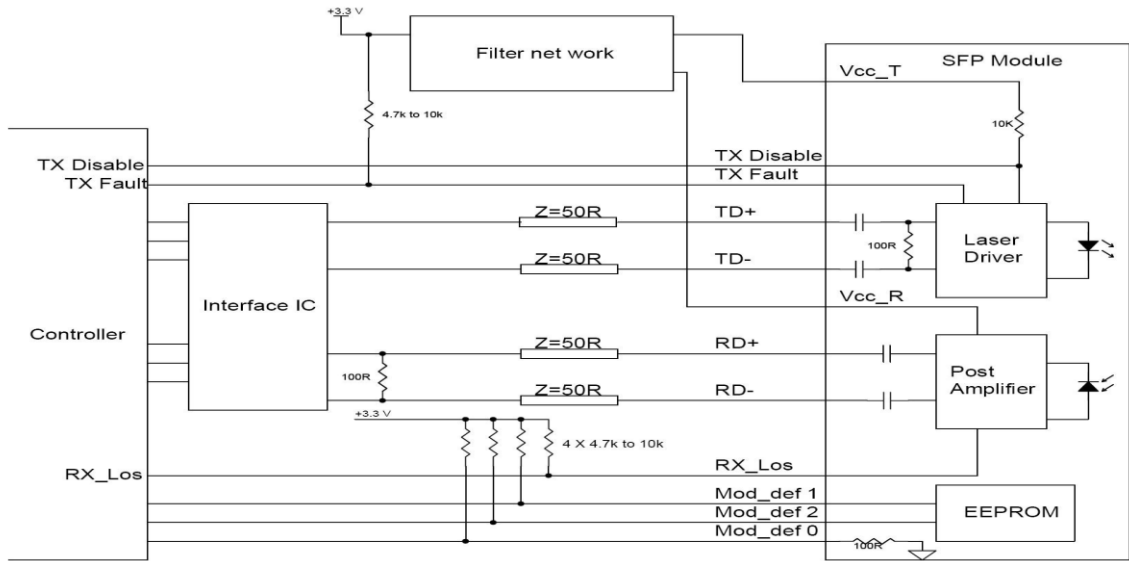 +3.3 V
Filter net work
SFP Module
Vcc_T
4.7k to 10k
10K
TX Disable
TX Disable
TX Fault
TX Fault
Z=50R
TD+
100R
Laser
Driver
Z=50R
TD-
Interface IC
Vcc_R
Controller
Z=50R
RD+
Post
Amplifier
100R
Z=50R
RD-
+3.3 V
4 X 4.7k to 10k
RX_Los
RX_Los
Mod_def 1
Mod_def 2
EEPROM
Mod_def 0
100R